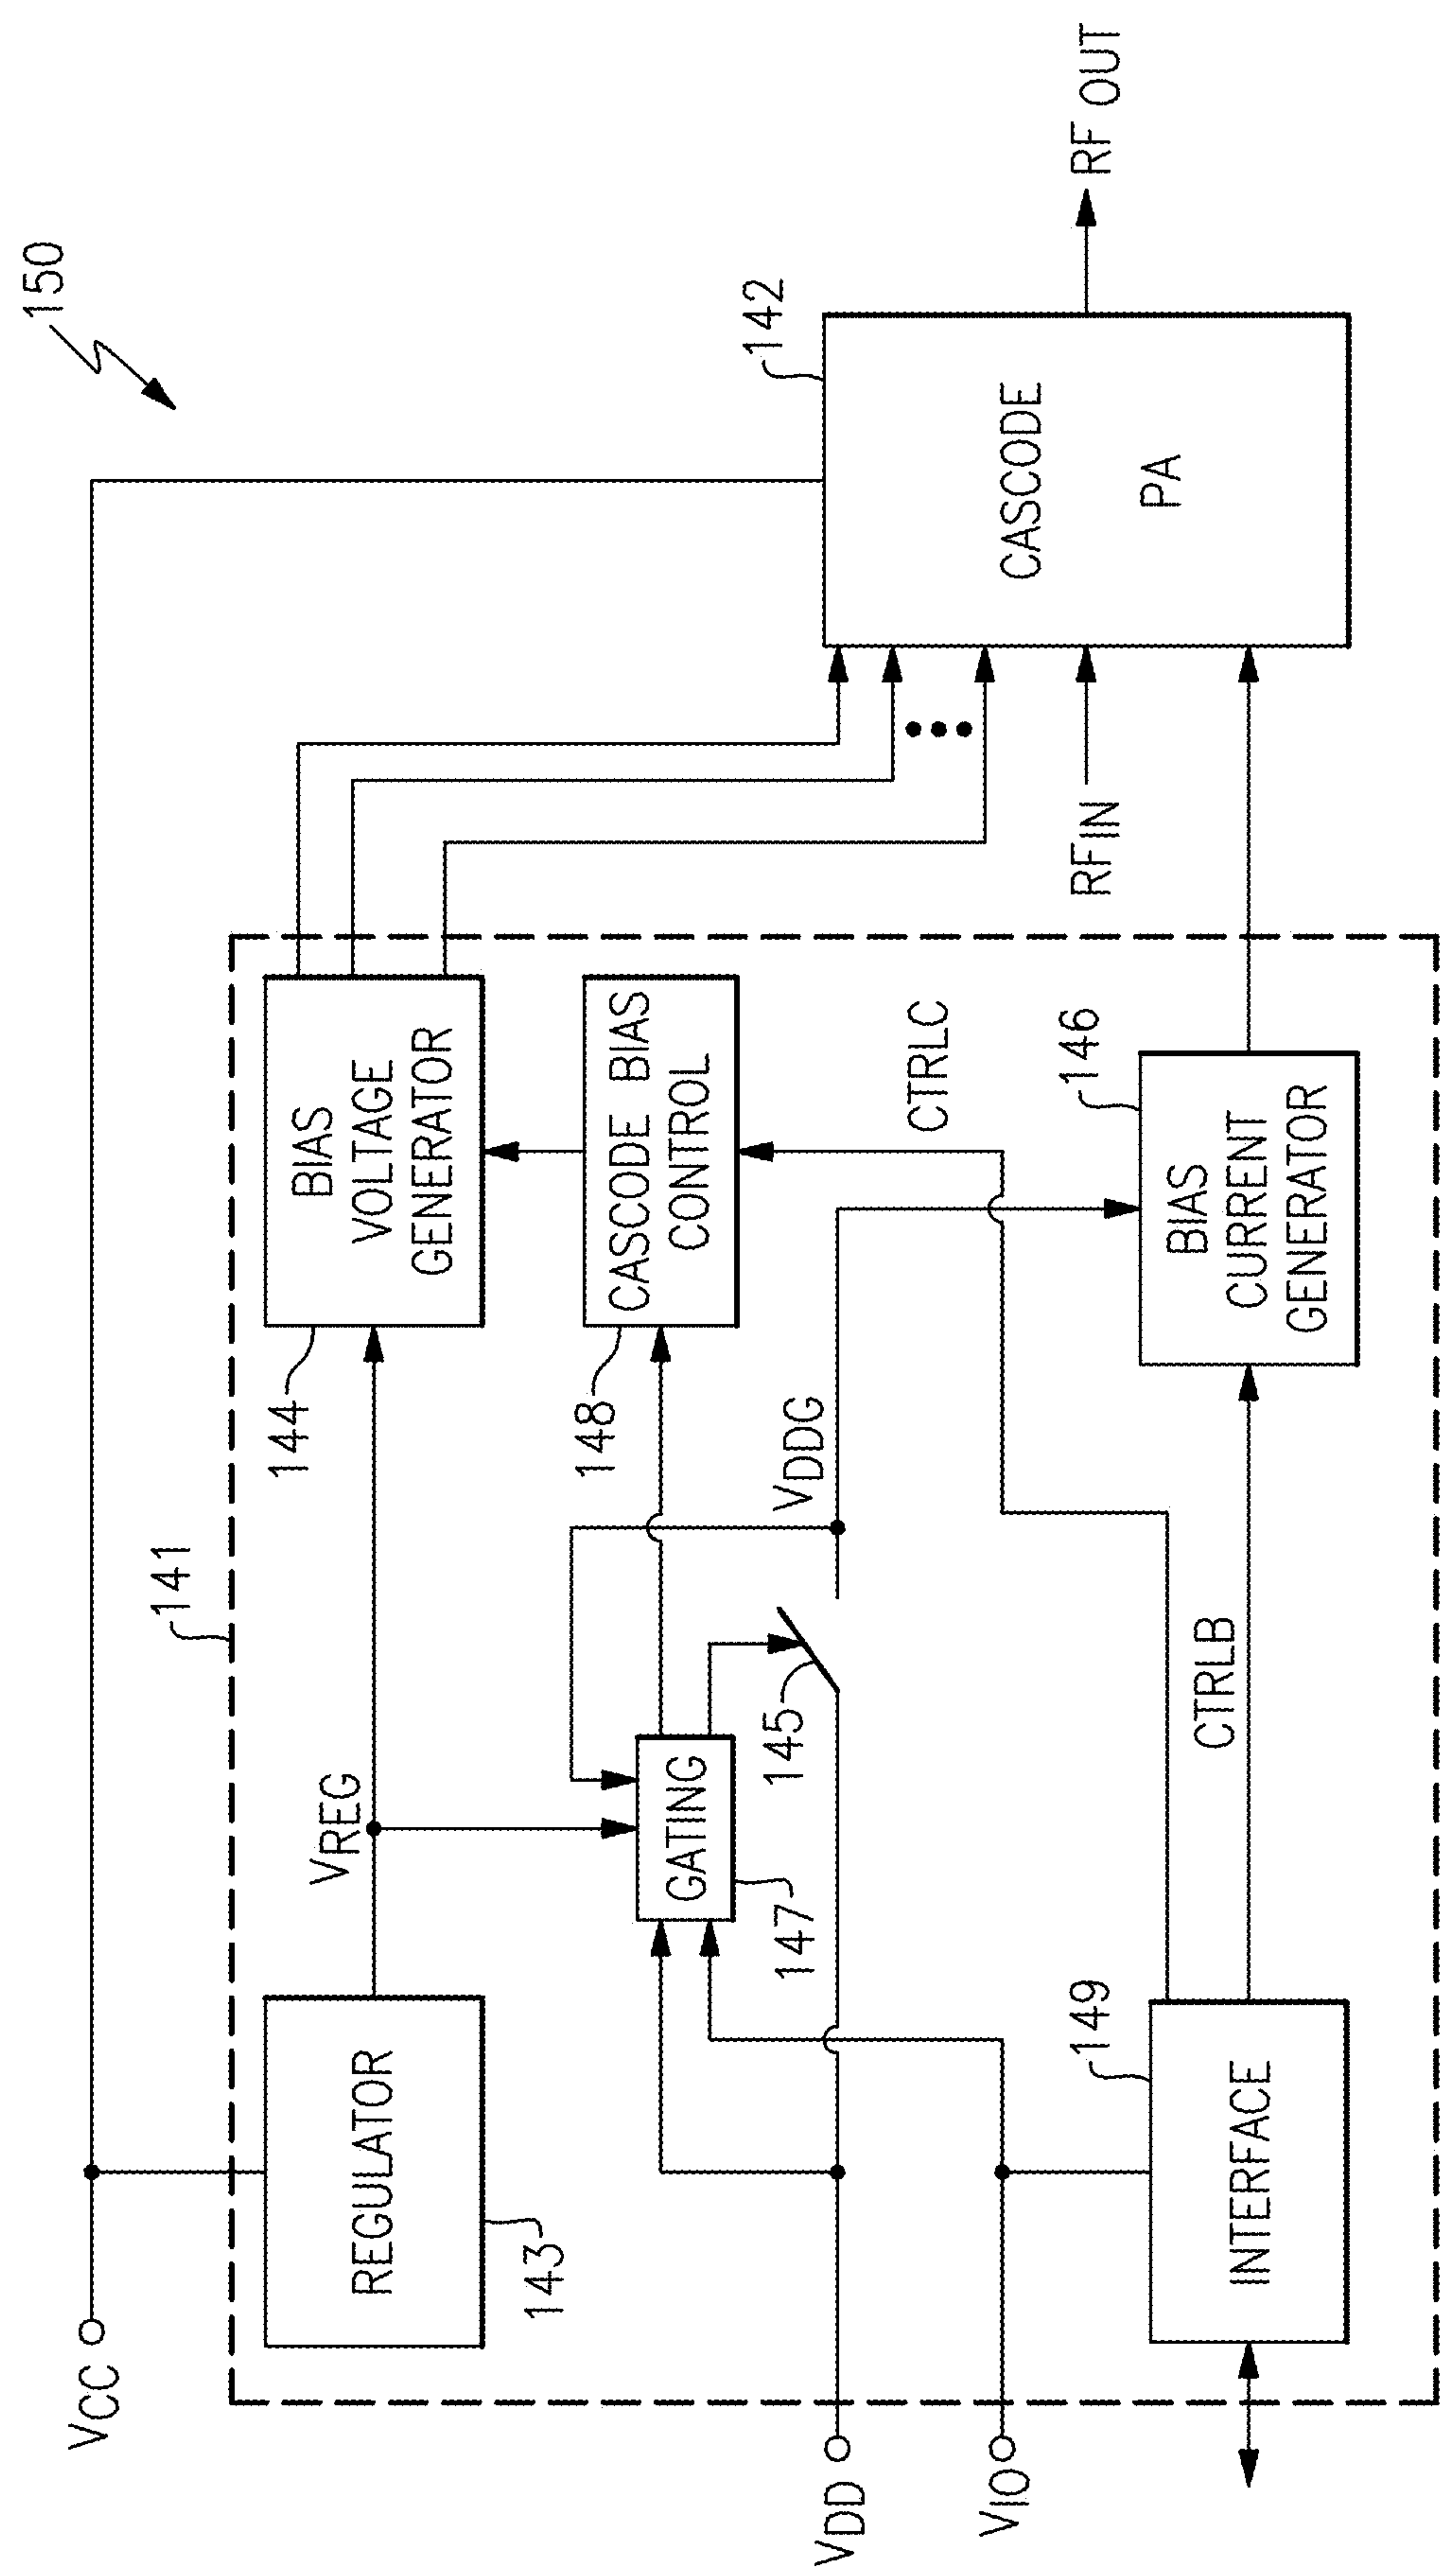 150
VCC
141
REGULATOR
143
VREG
144
BIAS
VOLTAGE
GENERATOR
148
CASCODE BIAS
CONTROL
GATING
147
145
VDDG
VDD
VIO
CTRLC
149
INTERFACE
CTRLB
146
BIAS
CURRENT
GENERATOR
RFIN
142
CASCODE
PA
RF OUT